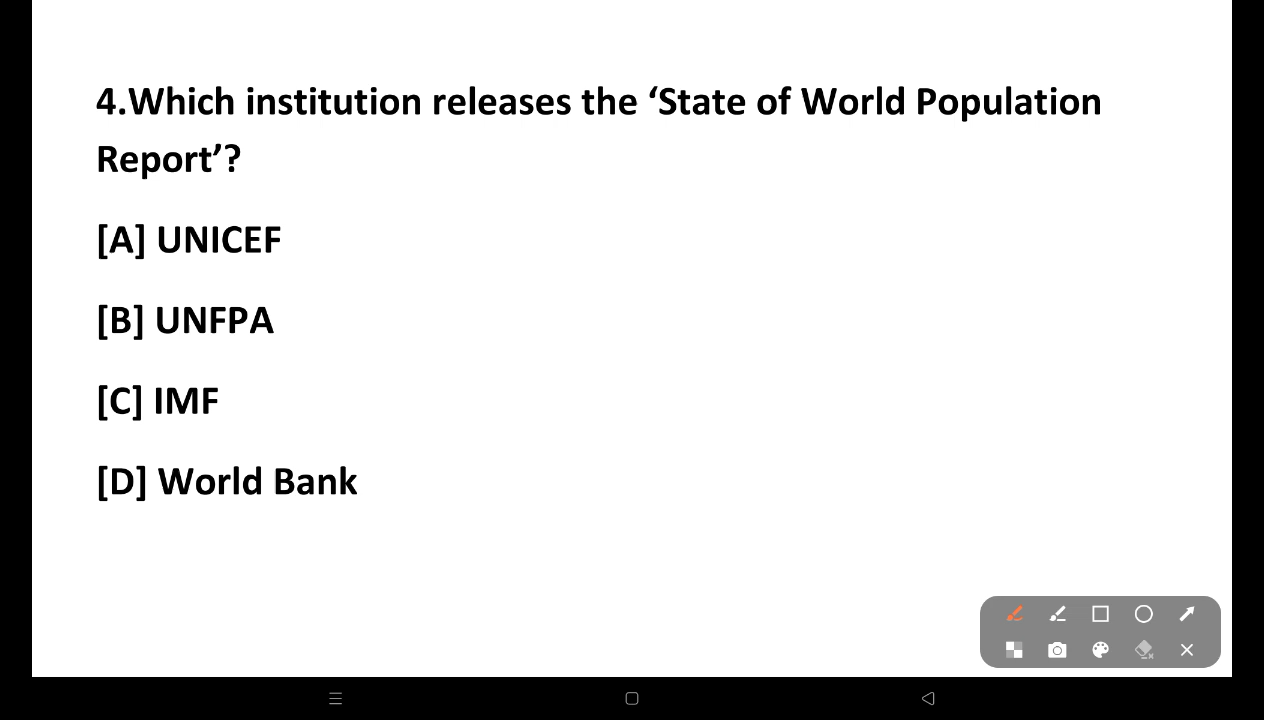 4.Which institution releases the ‘State of World Population
Report’?
[A] UNICEF
[B] UNFPA
[C] IMF
[D] World Bank